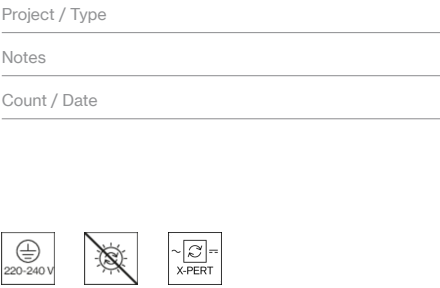 Project / Type
Notes
Count / Date
220-240 V
X-PERT